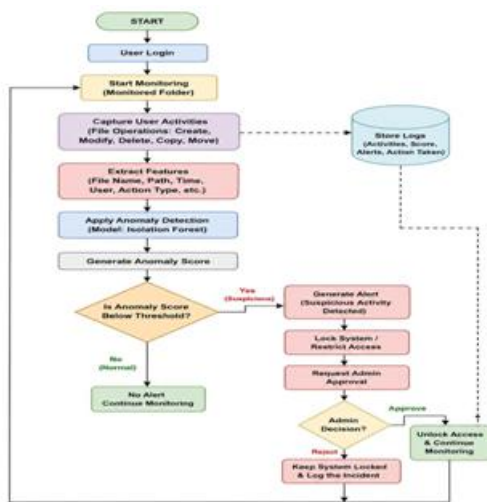 START
User Login
Start Monitoring
(Monitored Folder)
Capture User Activities
(File Operations: Create,
Modify, Delete, Copy, Move)
Store Logs
(Activities, Score,
Alerts, Action Taken)
Extract Features
(File Name, Path, Time,
User, Action Type, etc.)
Apply Anomaly Detection
(Model: Isolation Forest)
Generate Anomaly Score
Is Anomaly Score
Below Threshold?
Yes
(Suspicious)
Generate Alert
(Suspicious Activity
Detected)
Lock System /
Restrict Access
Request Admin
Approval
No
(Normal)
No Alert
Continue Monitoring
Admin
Decision?
Approve
Unlock Access
& Continue
Monitoring
Reject
Keep System Locked
& Log the Incident